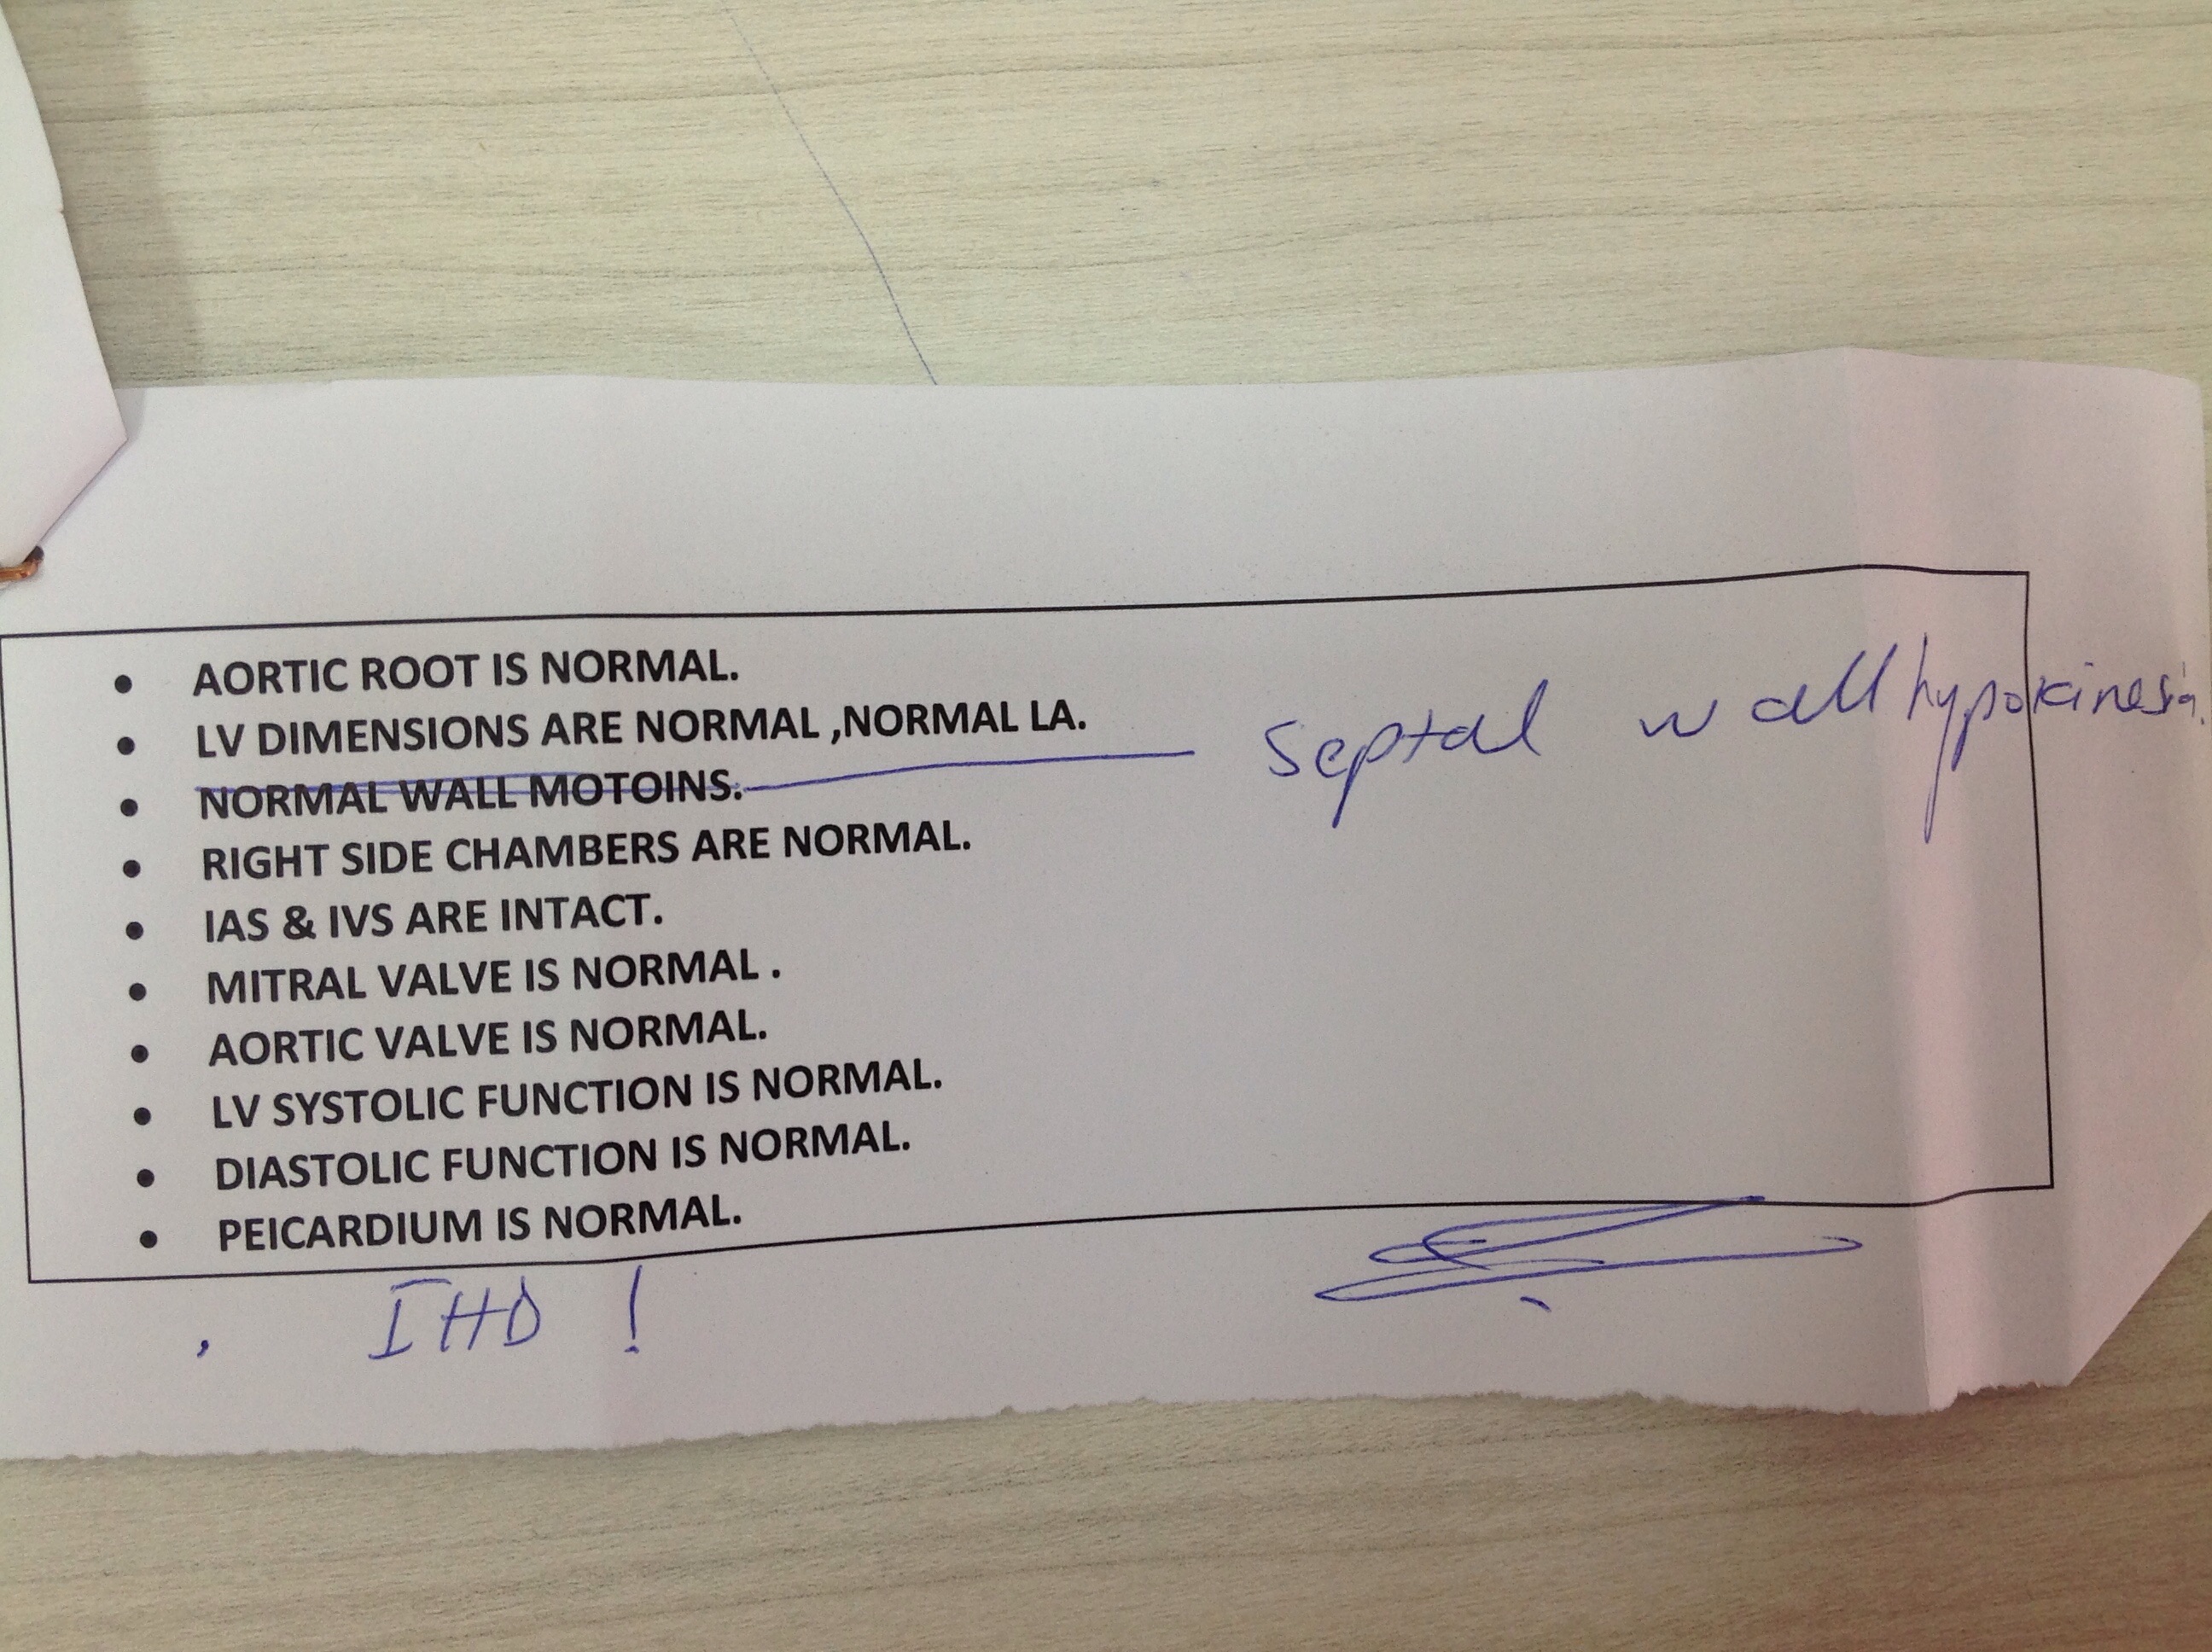 • AORTIC ROOT IS NORMAL.
• LV DIMENSIONS ARE NORMAL ,NORMAL LA.
• NORMAL WALL MOTOINS. septal wall hypokinesia.
• RIGHT SIDE CHAMBERS ARE NORMAL.
• IAS & IVS ARE INTACT.
• MITRAL VALVE IS NORMAL .
• AORTIC VALVE IS NORMAL.
• LV SYSTOLIC FUNCTION IS NORMAL.
• DIASTOLIC FUNCTION IS NORMAL.
• PEICARDIUM IS NORMAL.
IHD !